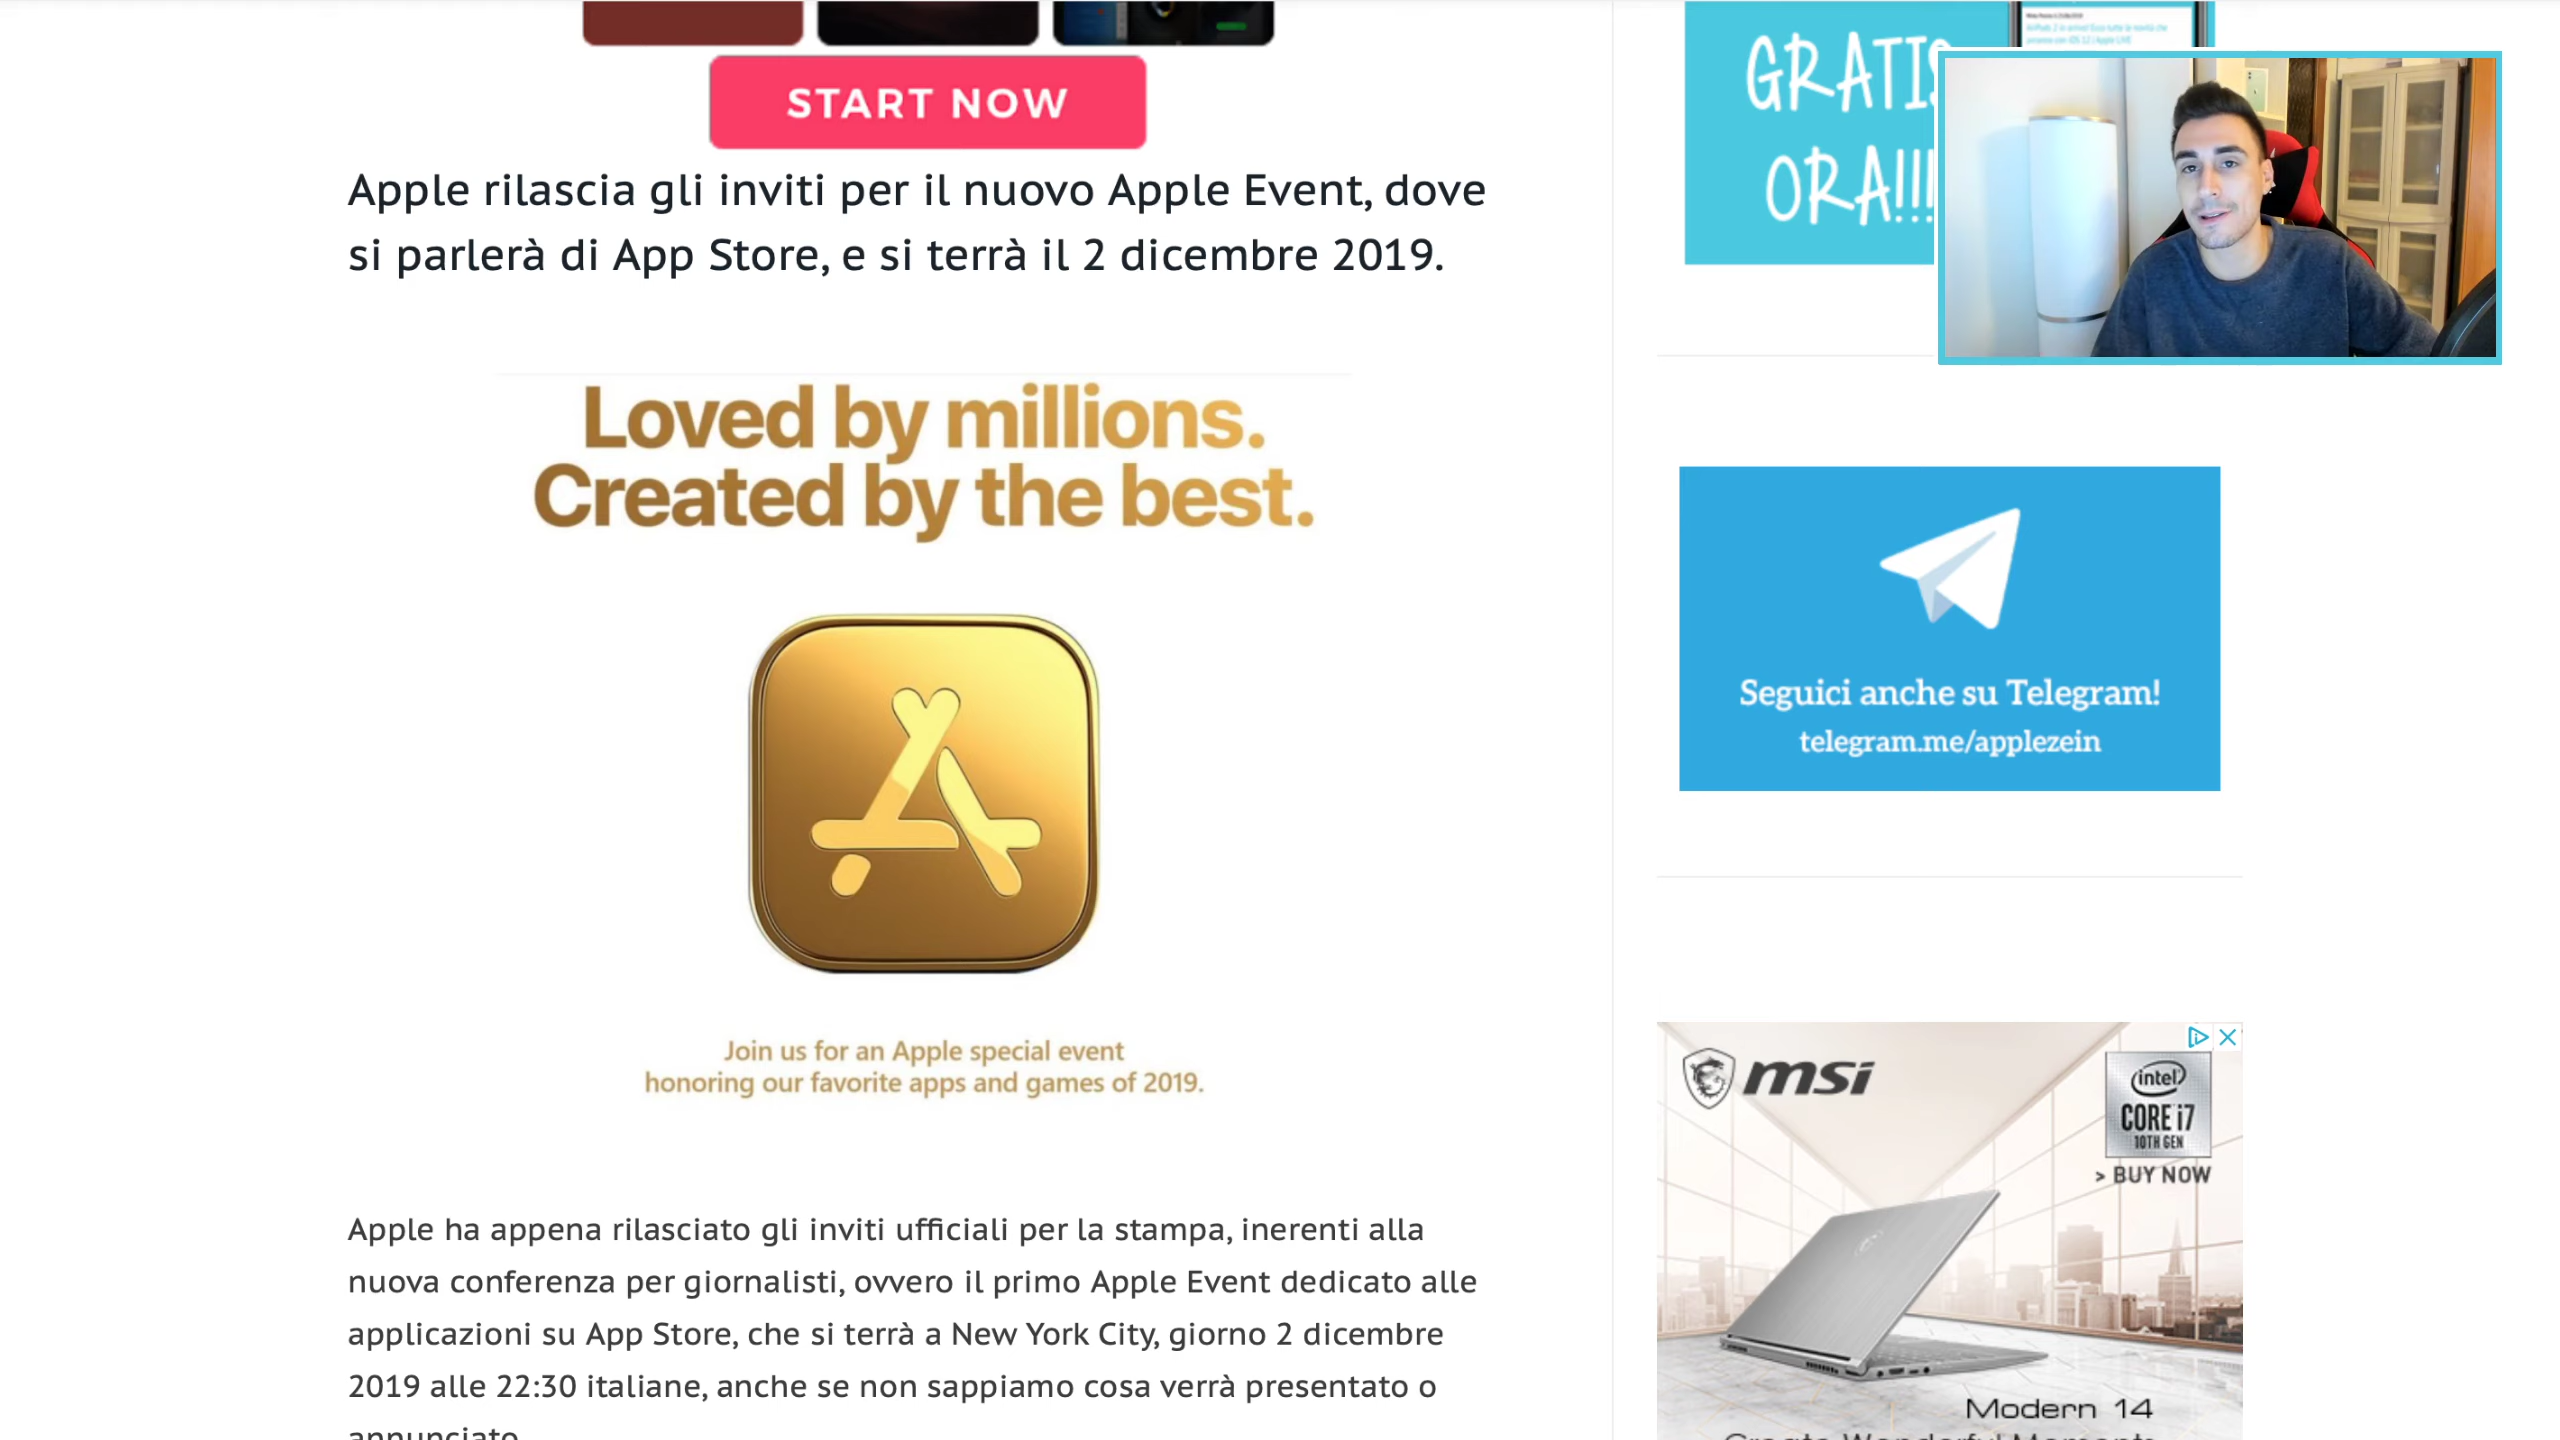 START NOW
Apple rilascia gli inviti per il nuovo Apple Event, dove
si parlerà di App Store, e si terrà il 2 dicembre 2019.
Loved by millions.
Created by the best.
Join us for an Apple special event
honoring our favorite apps and games of 2019.
Apple ha appena rilasciato gli inviti ufficiali per la stampa, inerenti alla
nuova conferenza per giornalisti, ovvero il primo Apple Event dedicato alle
applicazioni su App Store, che si terrà a New York City, giorno 2 dicembre
2019 alle 22:30 italiane, anche se non sappiamo cosa verrà presentato o
annunciato
GRATIS
ORA!!!
Seguici anche su Telegram!
telegram.me/applezein
msi
intel
CORE i7
10TH GEN
> BUY NOW
Modern 14
Create Wonderful Moments